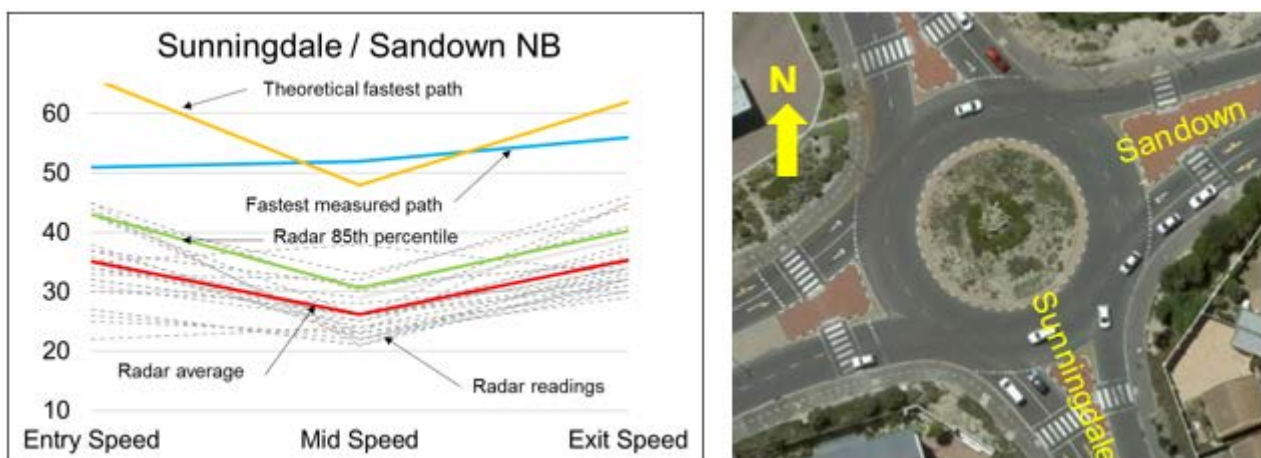 Sunningdale / Sandown NB
Theoretical fastest path
60
50
Fastest measured path
40
Radar 85th percentile
30
20
Radar average
Radar readings
10
Entry Speed
Mid Speed
Exit Speed
N
Sandown
Sunningdale